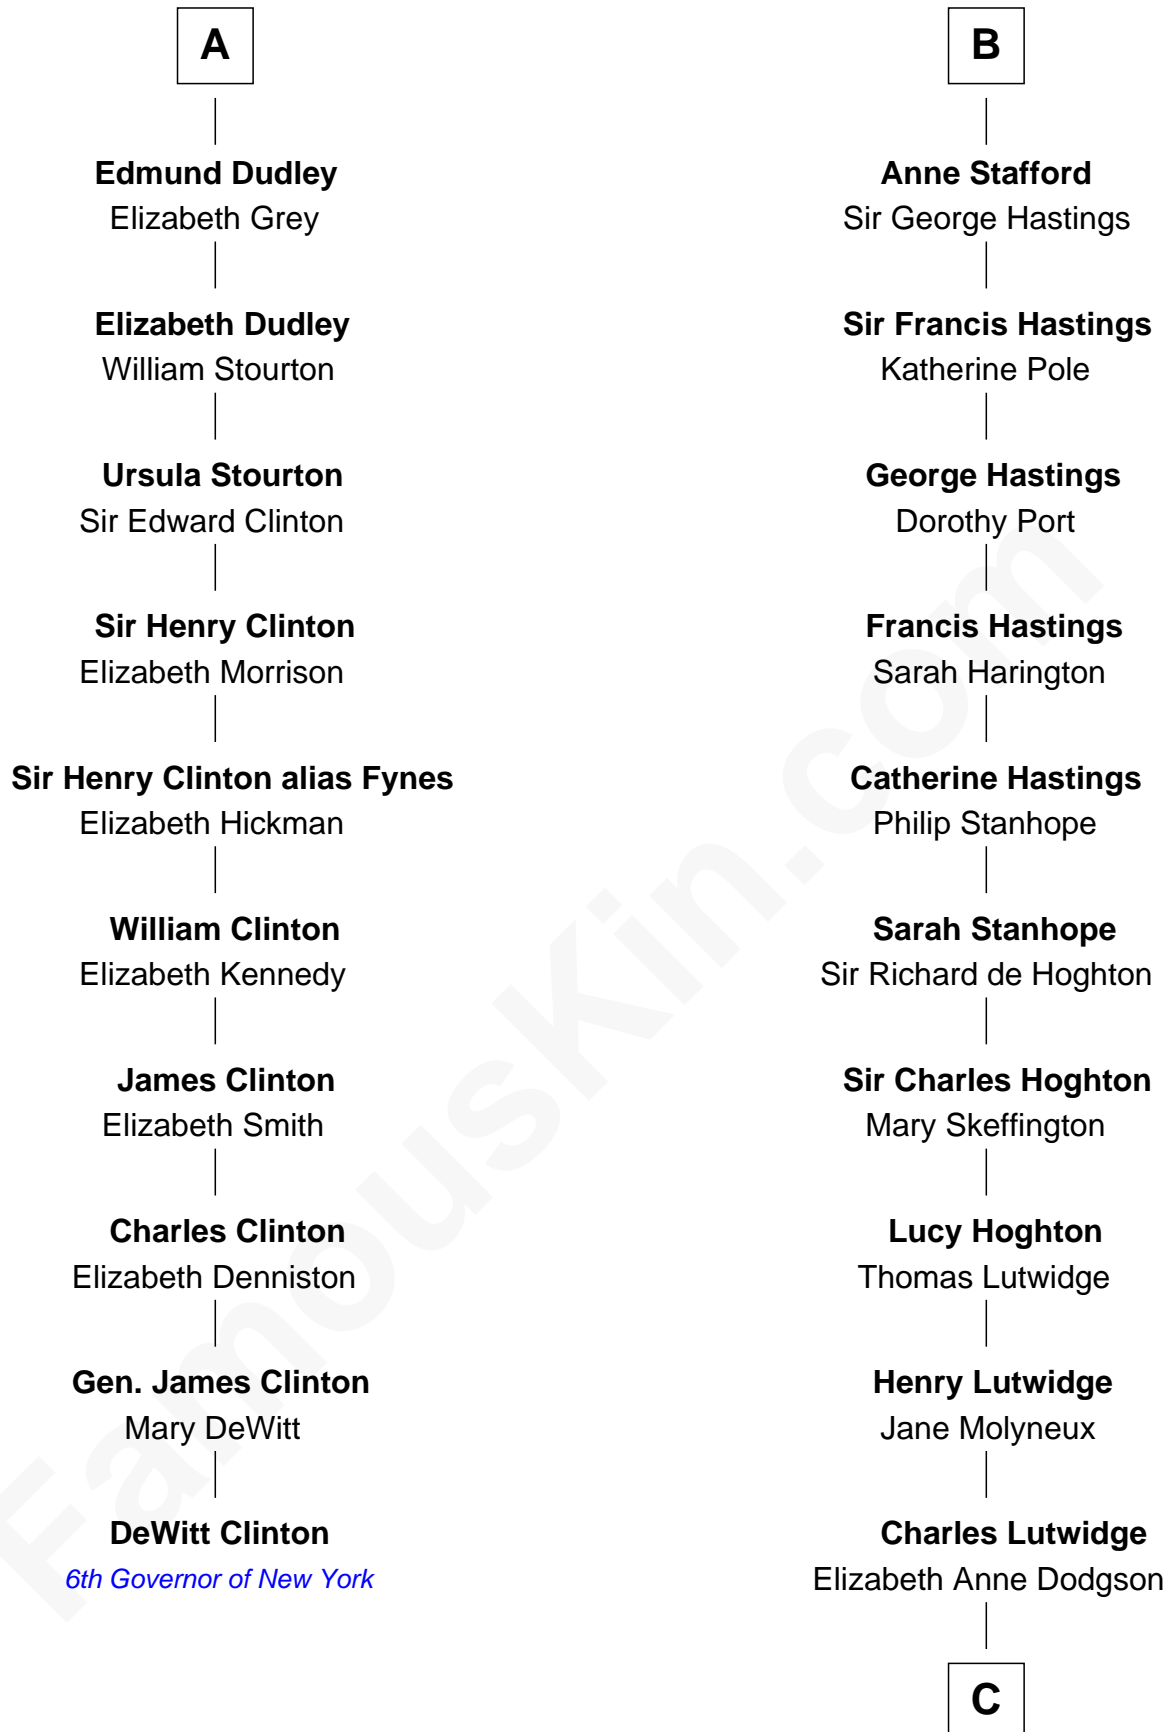 A
Edmund Dudley
Elizabeth Grey
Elizabeth Dudley
William Stourton
Ursula Stourton
Sir Edward Clinton
Sir Henry Clinton
Elizabeth Morrison
Sir Henry Clinton alias Fynes
Elizabeth Hickman
William Clinton
Elizabeth Kennedy
James Clinton
Elizabeth Smith
Charles Clinton
Elizabeth Denniston
Gen. James Clinton
Mary DeWitt
DeWitt Clinton
6th Governor of New York
B
Anne Stafford
Sir George Hastings
Sir Francis Hastings
Katherine Pole
George Hastings
Dorothy Port
Francis Hastings
Sarah Harington
Catherine Hastings
Philip Stanhope
Sarah Stanhope
Sir Richard de Hoghton
Sir Charles Hoghton
Mary Skeffington
Lucy Hoghton
Thomas Lutwidge
Henry Lutwidge
Jane Molyneux
Charles Lutwidge
Elizabeth Anne Dodgson
C
FamousKin.com